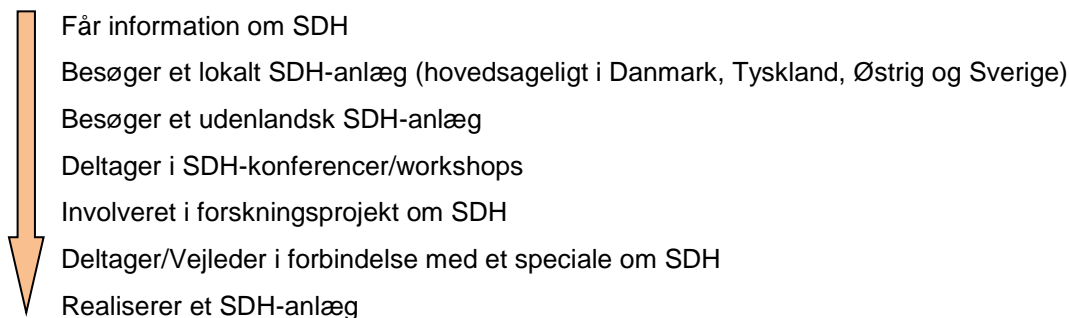 Får information om SDH
Besøger et lokalt SDH-anlæg (hovedsageligt i Danmark, Tyskland, Østrig og Sverige)
Besøger et udenlandsk SDH-anlæg
Deltager i SDH-konferencer/workshops
Involveret i forskningsprojekt om SDH
Deltager/Vejleder i forbindelse med et speciale om SDH
Realiserer et SDH-anlæg